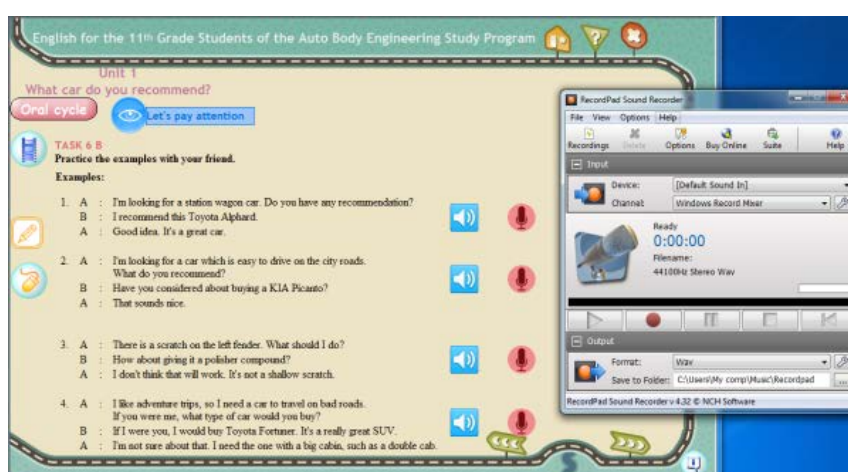 English for the 11th Grade Students of the Auto Body Engineering Study Program
Unit 1
What car do you recommend?
Oral cycle
Let's pay attention
TASK 6 B
Practice the examples with your friend.
Examples:
1. A : I'm looking for a station wagon car. Do you have any recommendation?
B : I recommend this Toyota Alphard.
A : Good idea. It's a great car.
2. A : I'm looking for a car which is easy to drive on the city roads.
What do you recommend?
B : Have you considered about buying a KIA Picanto?
A : That sounds nice.
3. A : There is a scratch on the left fender. What should I do?
B : How about giving it a polisher compound?
A : I don't think that will work. It's not a shallow scratch.
4. A : I like adventure trips, so I need a car to travel on bad roads.
If you were me, what type of car would you buy?
B : If I were you, I would buy Toyota Fortuner. It's a really great SUV.
A : I'm not sure about that. I need the one with a big cabin, such as a double cab.
RecordPad Sound Recorder
File View Options Help
Recordings Delete Options Buy Online Suite Help
Input
Device: [Default Sound In]
Channel: Windows Record Mixer
Ready
0:00:00
Filename:
44100Hz Stereo Wav
Output
Format: Wav
Save to Folder: C:\Users\My comp\Music\Recordpad ...
RecordPad Sound Recorder v 4.32 © NCH Software